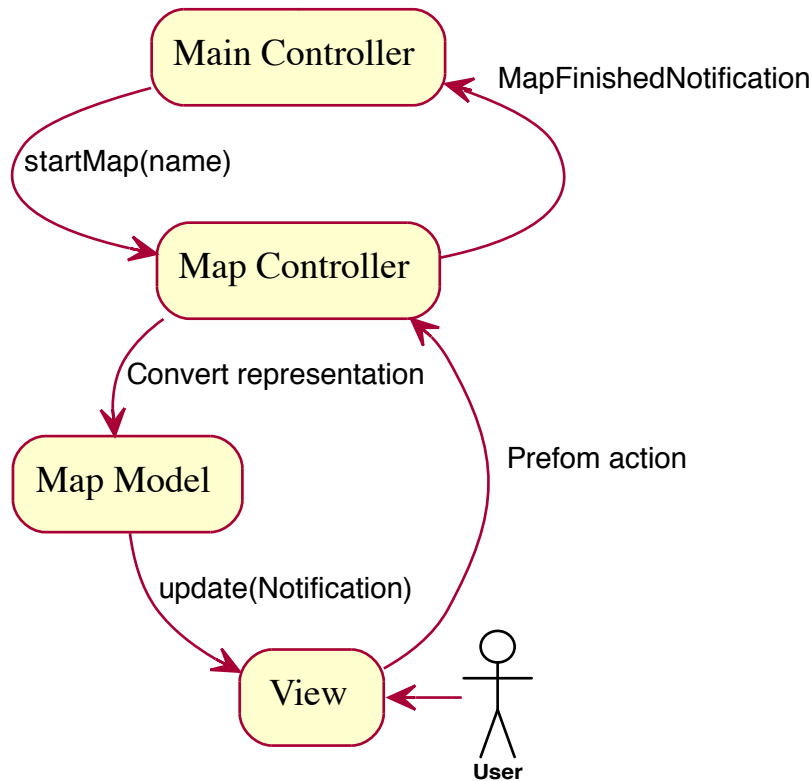 Main Controller
MapFinishedNotification
startMap(name)
Map Controller
Convert representation
Prefom action
Map Model
update(Notification)
View
User